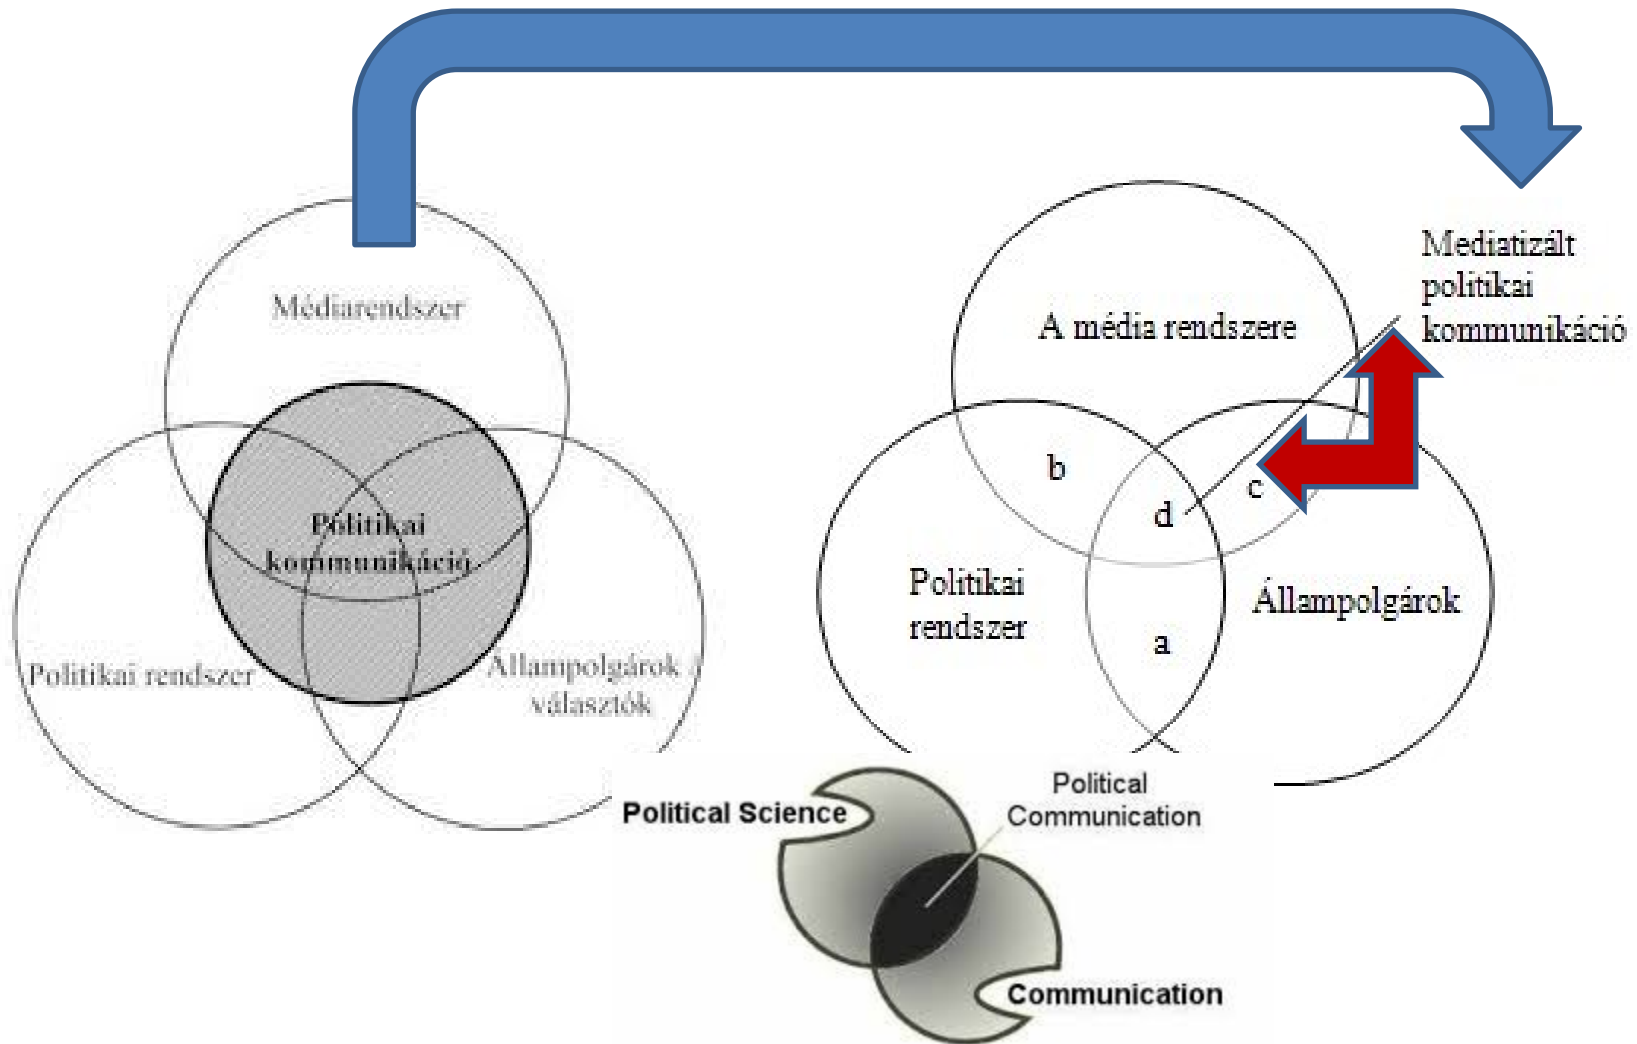 Médiarendszer
Politikai
kommunikáció
Politikai rendszer
Állampolgárok /
választók
Mediatizált
politikai
kommunikáció
A média rendszere
b
c
d
Politikai
rendszer
Állampolgárok
a
Political Science
Political
Communication
Communication